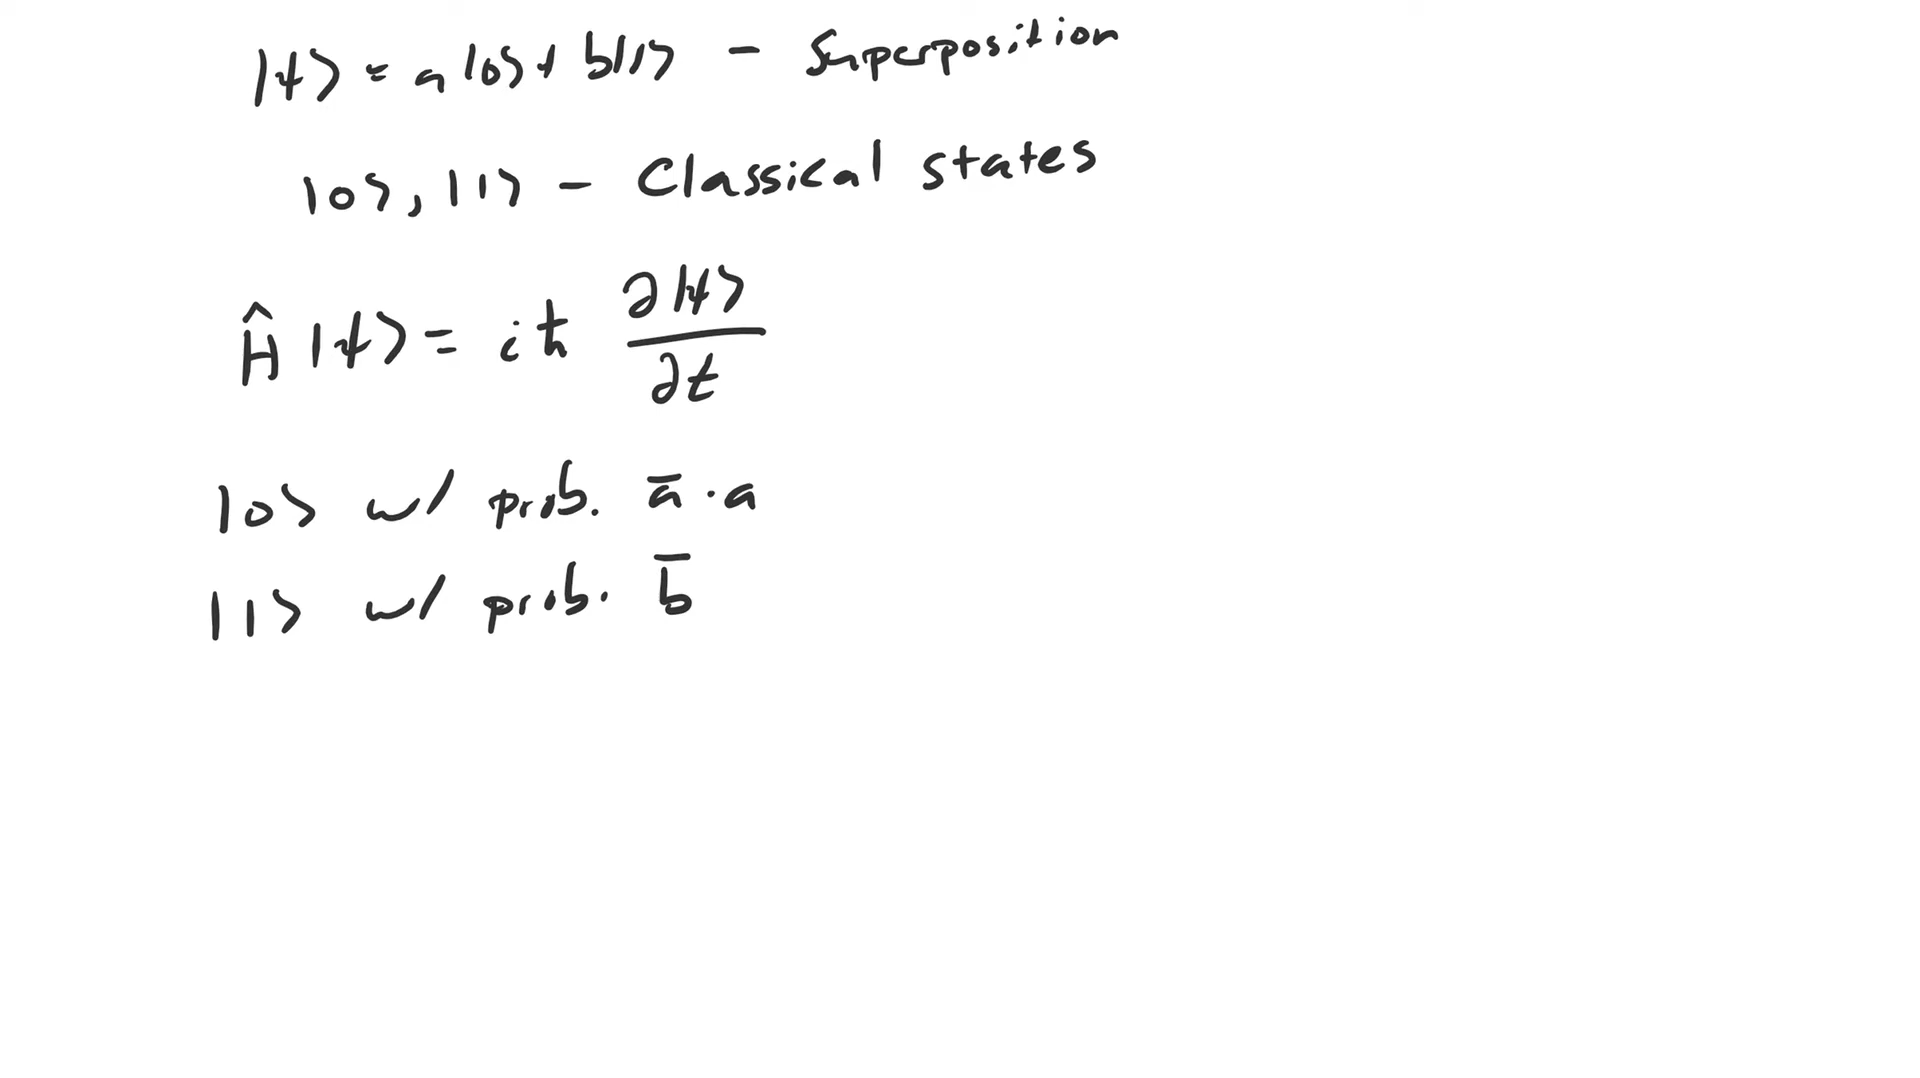 |ψ> = a|0> + b|1> - Superposition
|0>, |1> - Classical states
Ĥ|ψ> = iħ ∂|ψ>/∂t
|0> w/ prob. ā·a
|1> w/ prob. b̄